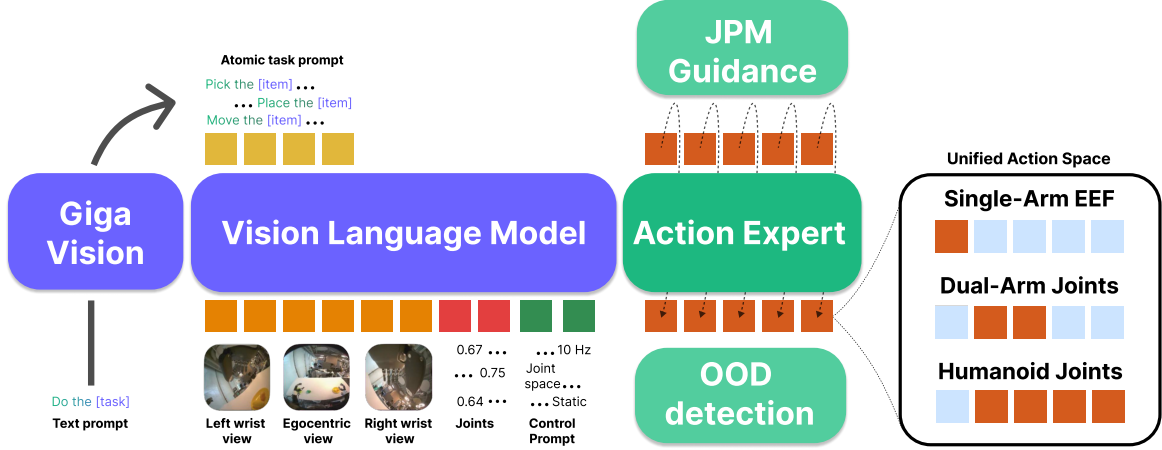 Atomic task prompt
Pick the [item] ...
... Place the [item]
Move the [item] ...
Giga
Vision
Do the [task]
Text prompt
Vision Language Model
Left wrist
view
Egocentric
view
Right wrist
view
0.67 ...
... 0.75
0.64 ...
Joints
... 10 Hz
Joint
space...
... Static
Control
Prompt
JPM
Guidance
Action Expert
OOD
detection
Unified Action Space
Single-Arm EEF
Dual-Arm Joints
Humanoid Joints